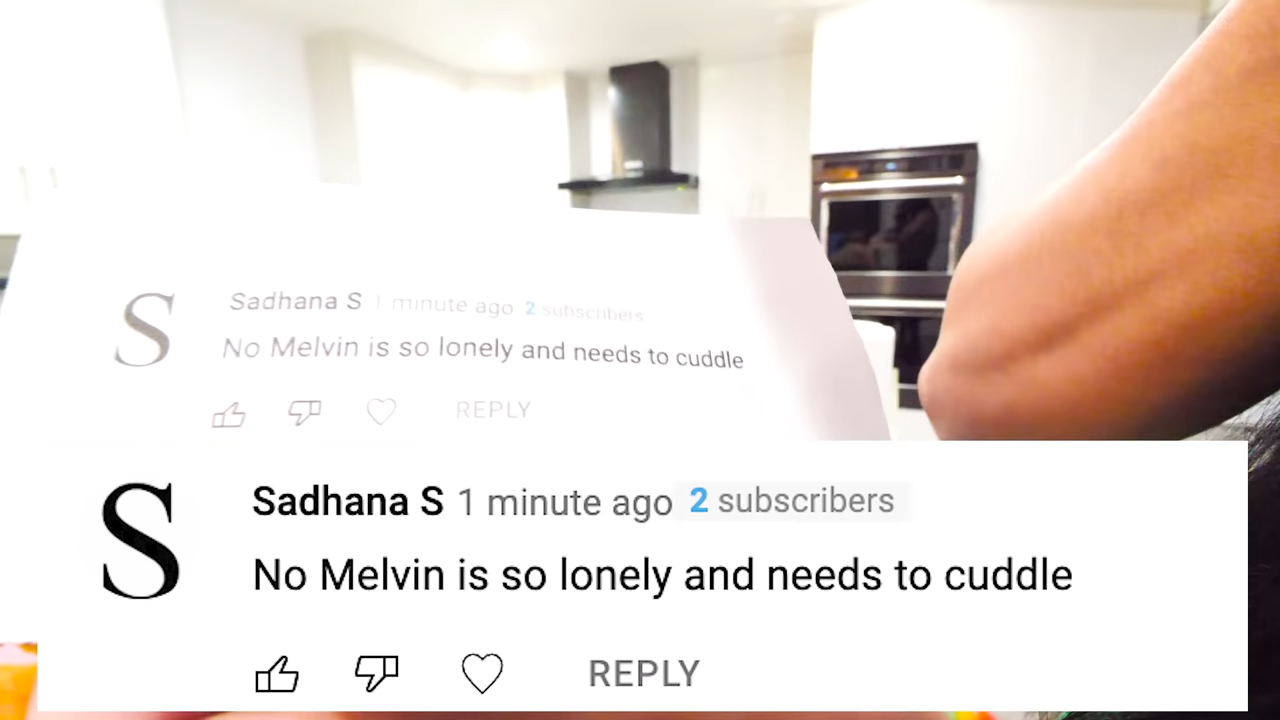 S
Sadhana S 1 minute ago 2 subscribers
No Melvin is so lonely and needs to cuddle
REPLY
S
Sadhana S 1 minute ago 2 subscribers
No Melvin is so lonely and needs to cuddle
REPLY